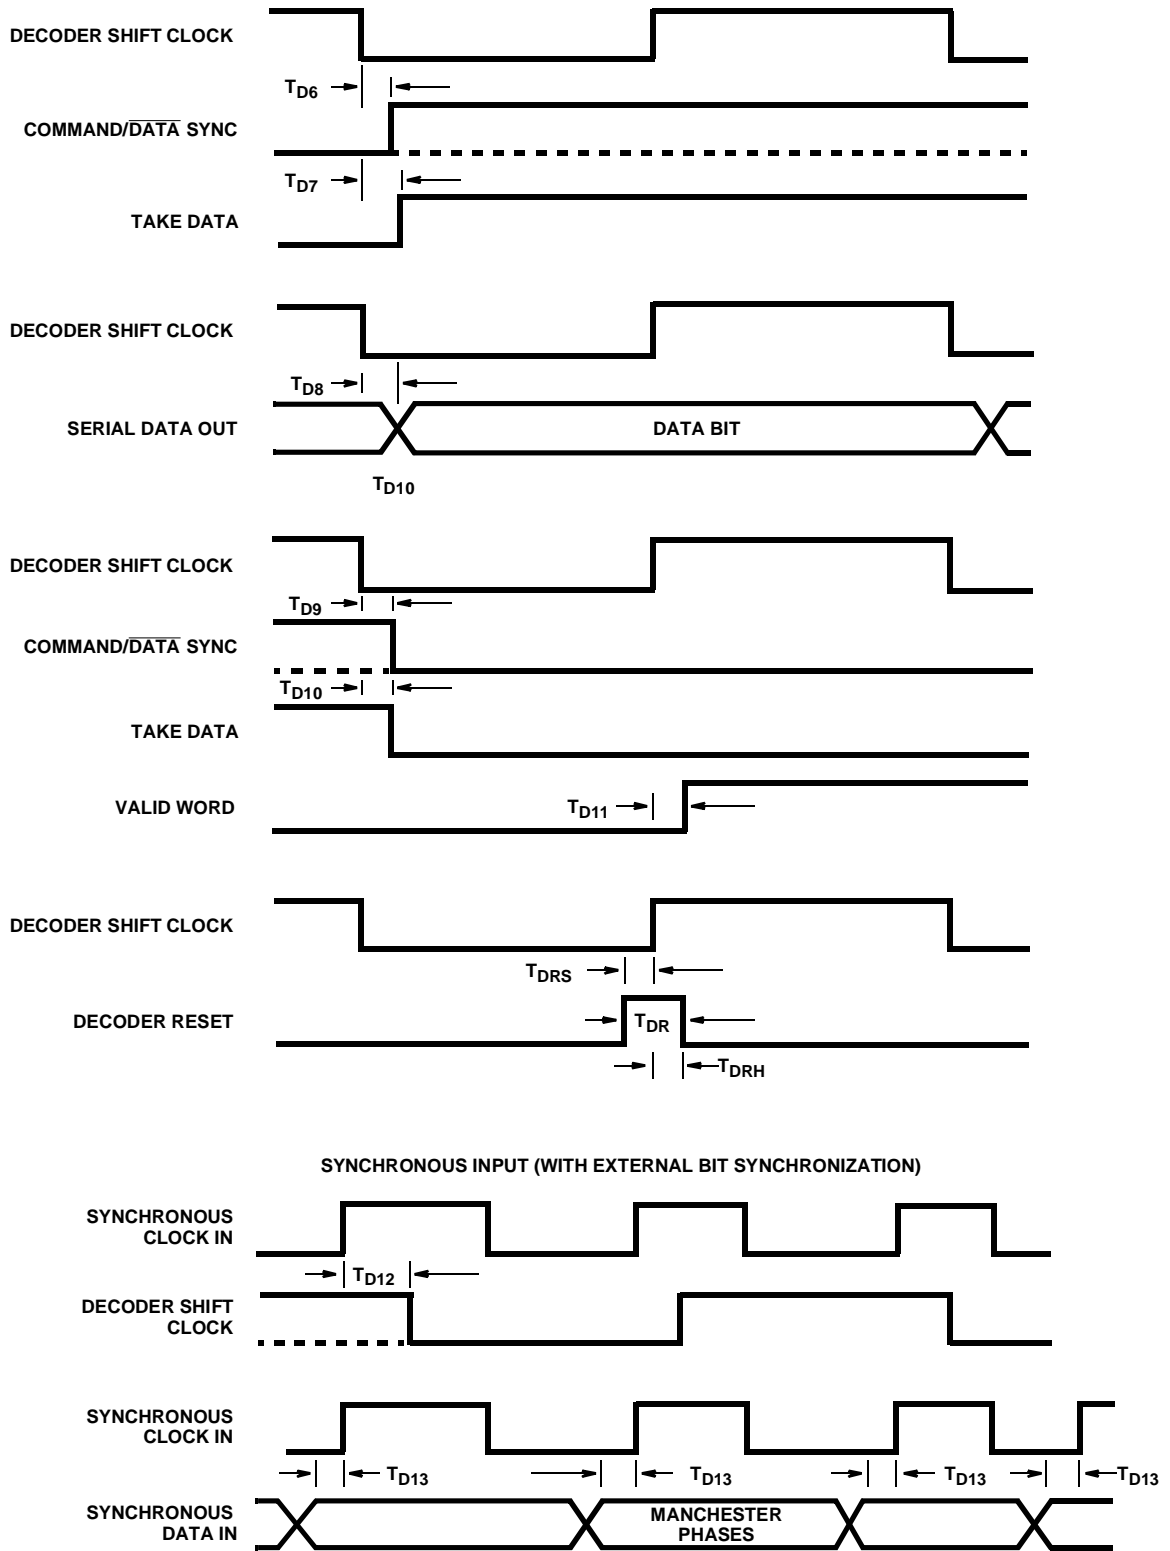 DECODER SHIFT CLOCK
TD6
COMMAND/DATA SYNC
TD7
TAKE DATA
DECODER SHIFT CLOCK
TD8
SERIAL DATA OUT
DATA BIT
TD10
DECODER SHIFT CLOCK
TD9
COMMAND/DATA SYNC
TD10
TAKE DATA
VALID WORD
TD11
DECODER SHIFT CLOCK
TDRS
DECODER RESET
TDR
TDRH
SYNCHRONOUS INPUT (WITH EXTERNAL BIT SYNCHRONIZATION)
SYNCHRONOUS
CLOCK IN
TD12
DECODER SHIFT
CLOCK
SYNCHRONOUS
CLOCK IN
TD13
TD13
TD13
TD13
SYNCHRONOUS
DATA IN
MANCHESTER
PHASES